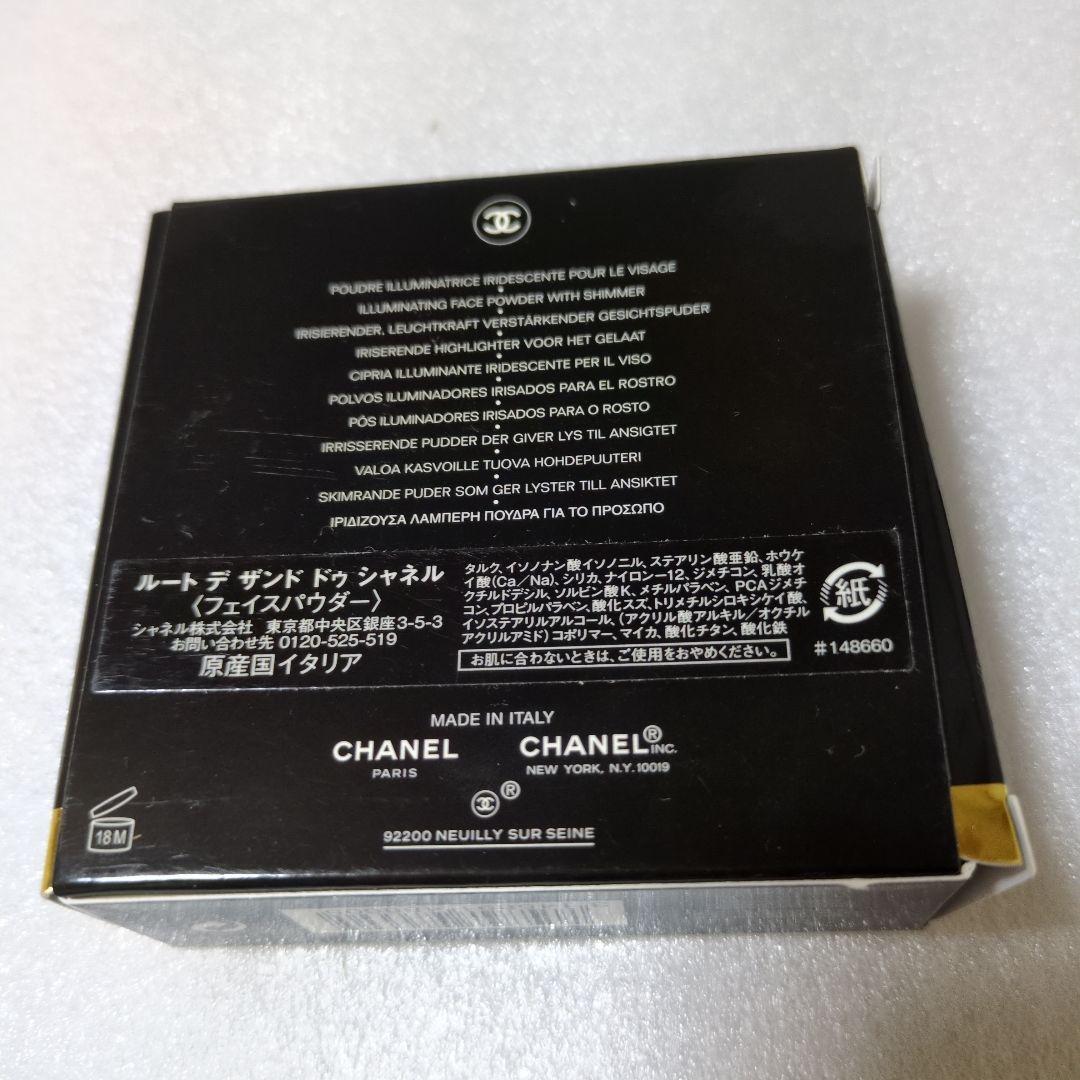 POUDRE ILLUMINATRICE IRIDESCENTE POUR LE VISAGE
ILLUMINATING FACE POWDER WITH SHIMMER
IRISIERENDER, LEUCHTKRAFT VERSTÄRKENDER GESICHTSPUDER
IRISERENDE HIGHLIGHTER VOOR HET GELAAT
CIPRIA ILLUMINANTE IRIDESCENTE PER IL VISO
POLVOS ILUMINADORES IRISADOS PARA EL ROSTRO
PÓS ILUMINADORES IRISADOS PARA O ROSTO
IRRISSERENDE PUDDER DER GIVER LYS TIL ANSIGTET
VALOA KASVOILLE TUOVA HOHDEPUUTERI
SKIMRANDE PUDER SOM GER LYSTER TILL ANSIKTET
ΙΡΙΔΙΖΟΥΣΑ ΛΑΜΠΕΡΗ ΠΟΥΔΡΑ ΓΙΑ ΤΟ ΠΡΟΣΩΠΟ
ルート デ ザンド ドゥ シャネル
〈フェイスパウダー〉
シャネル株式会社 東京都中央区銀座3-5-3
お問い合わせ先 0120-525-519
原産国イタリア
タルク、イソノナン酸イソノニル、ステアリン酸亜鉛、ホウケ
イ酸(Ca/Na)、シリカ、ナイロン-12、ジメチコン、乳酸オ
クチルドデシル、ソルビン酸K、メチルパラベン、PCAジメチ
コン、プロピルパラベン、酸化スズ、トリメチルシロキシケイ酸、
イソステアリルアルコール、(アクリル酸アルキル/オクチル
アクリルアミド)コポリマー、マイカ、酸化チタン、酸化鉄
お肌に合わないときは、ご使用をおやめください。
紙
#148660
MADE IN ITALY
CHANEL
PARIS
CHANEL® INC.
NEW YORK, N.Y. 10019
®
92200 NEUILLY SUR SEINE
18M